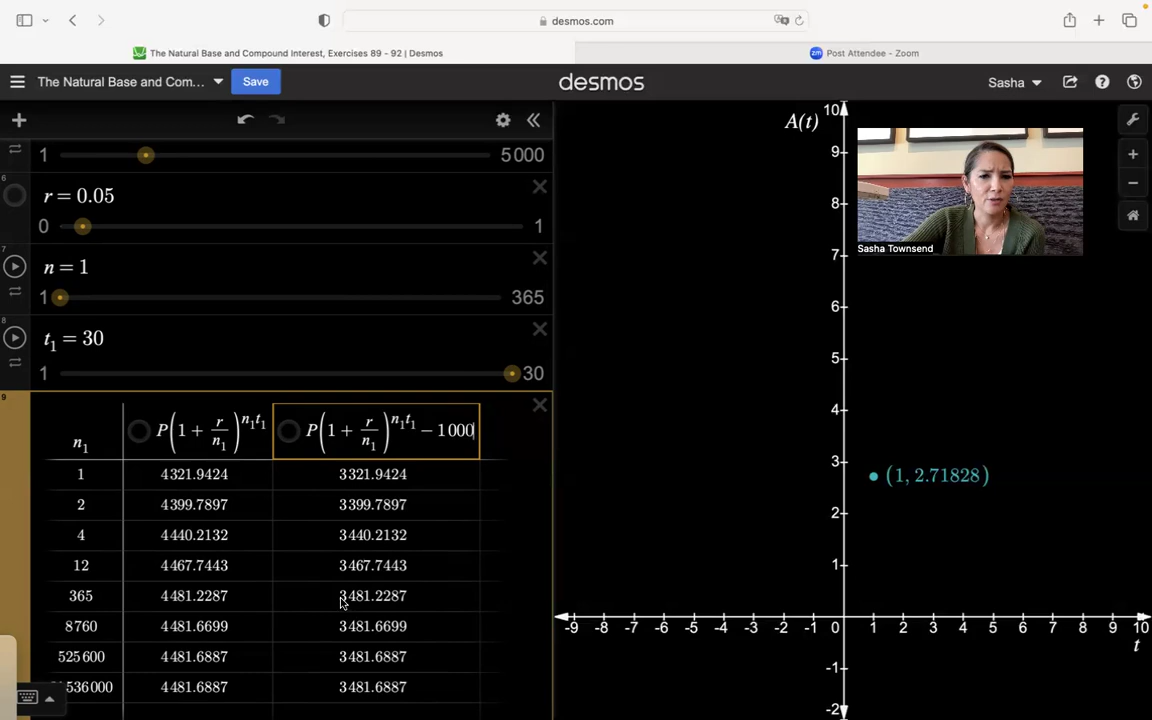 desmos.com
The Natural Base and Compound Interest, Exercises 89 - 92 | Desmos
zm Post Attendee - Zoom
The Natural Base and Com...
Save
desmos
Sasha
1 5000
6
r = 0.05
0 1
7
n = 1
1 365
8
t₁ = 30
1 30
9
n₁ P(1 + r/n₁)^(n₁t₁) P(1 + r/n₁)^(n₁t₁) − 1000
1 4321.9424 3321.9424
2 4399.7897 3399.7897
4 4440.2132 3440.2132
12 4467.7443 3467.7443
365 4481.2287 3481.2287
8760 4481.6699 3481.6699
525600 4481.6887 3481.6887
536000 4481.6887 3481.6887
A(t)
10
9
8
7
6
5
4
3
2
1
-1
-2
(1, 2.71828)
-9 -8 -7 -6 -5 -4 -3 -2 -1 0 1 2 3 4 5 6 7 8 9 10
t
Sasha Townsend